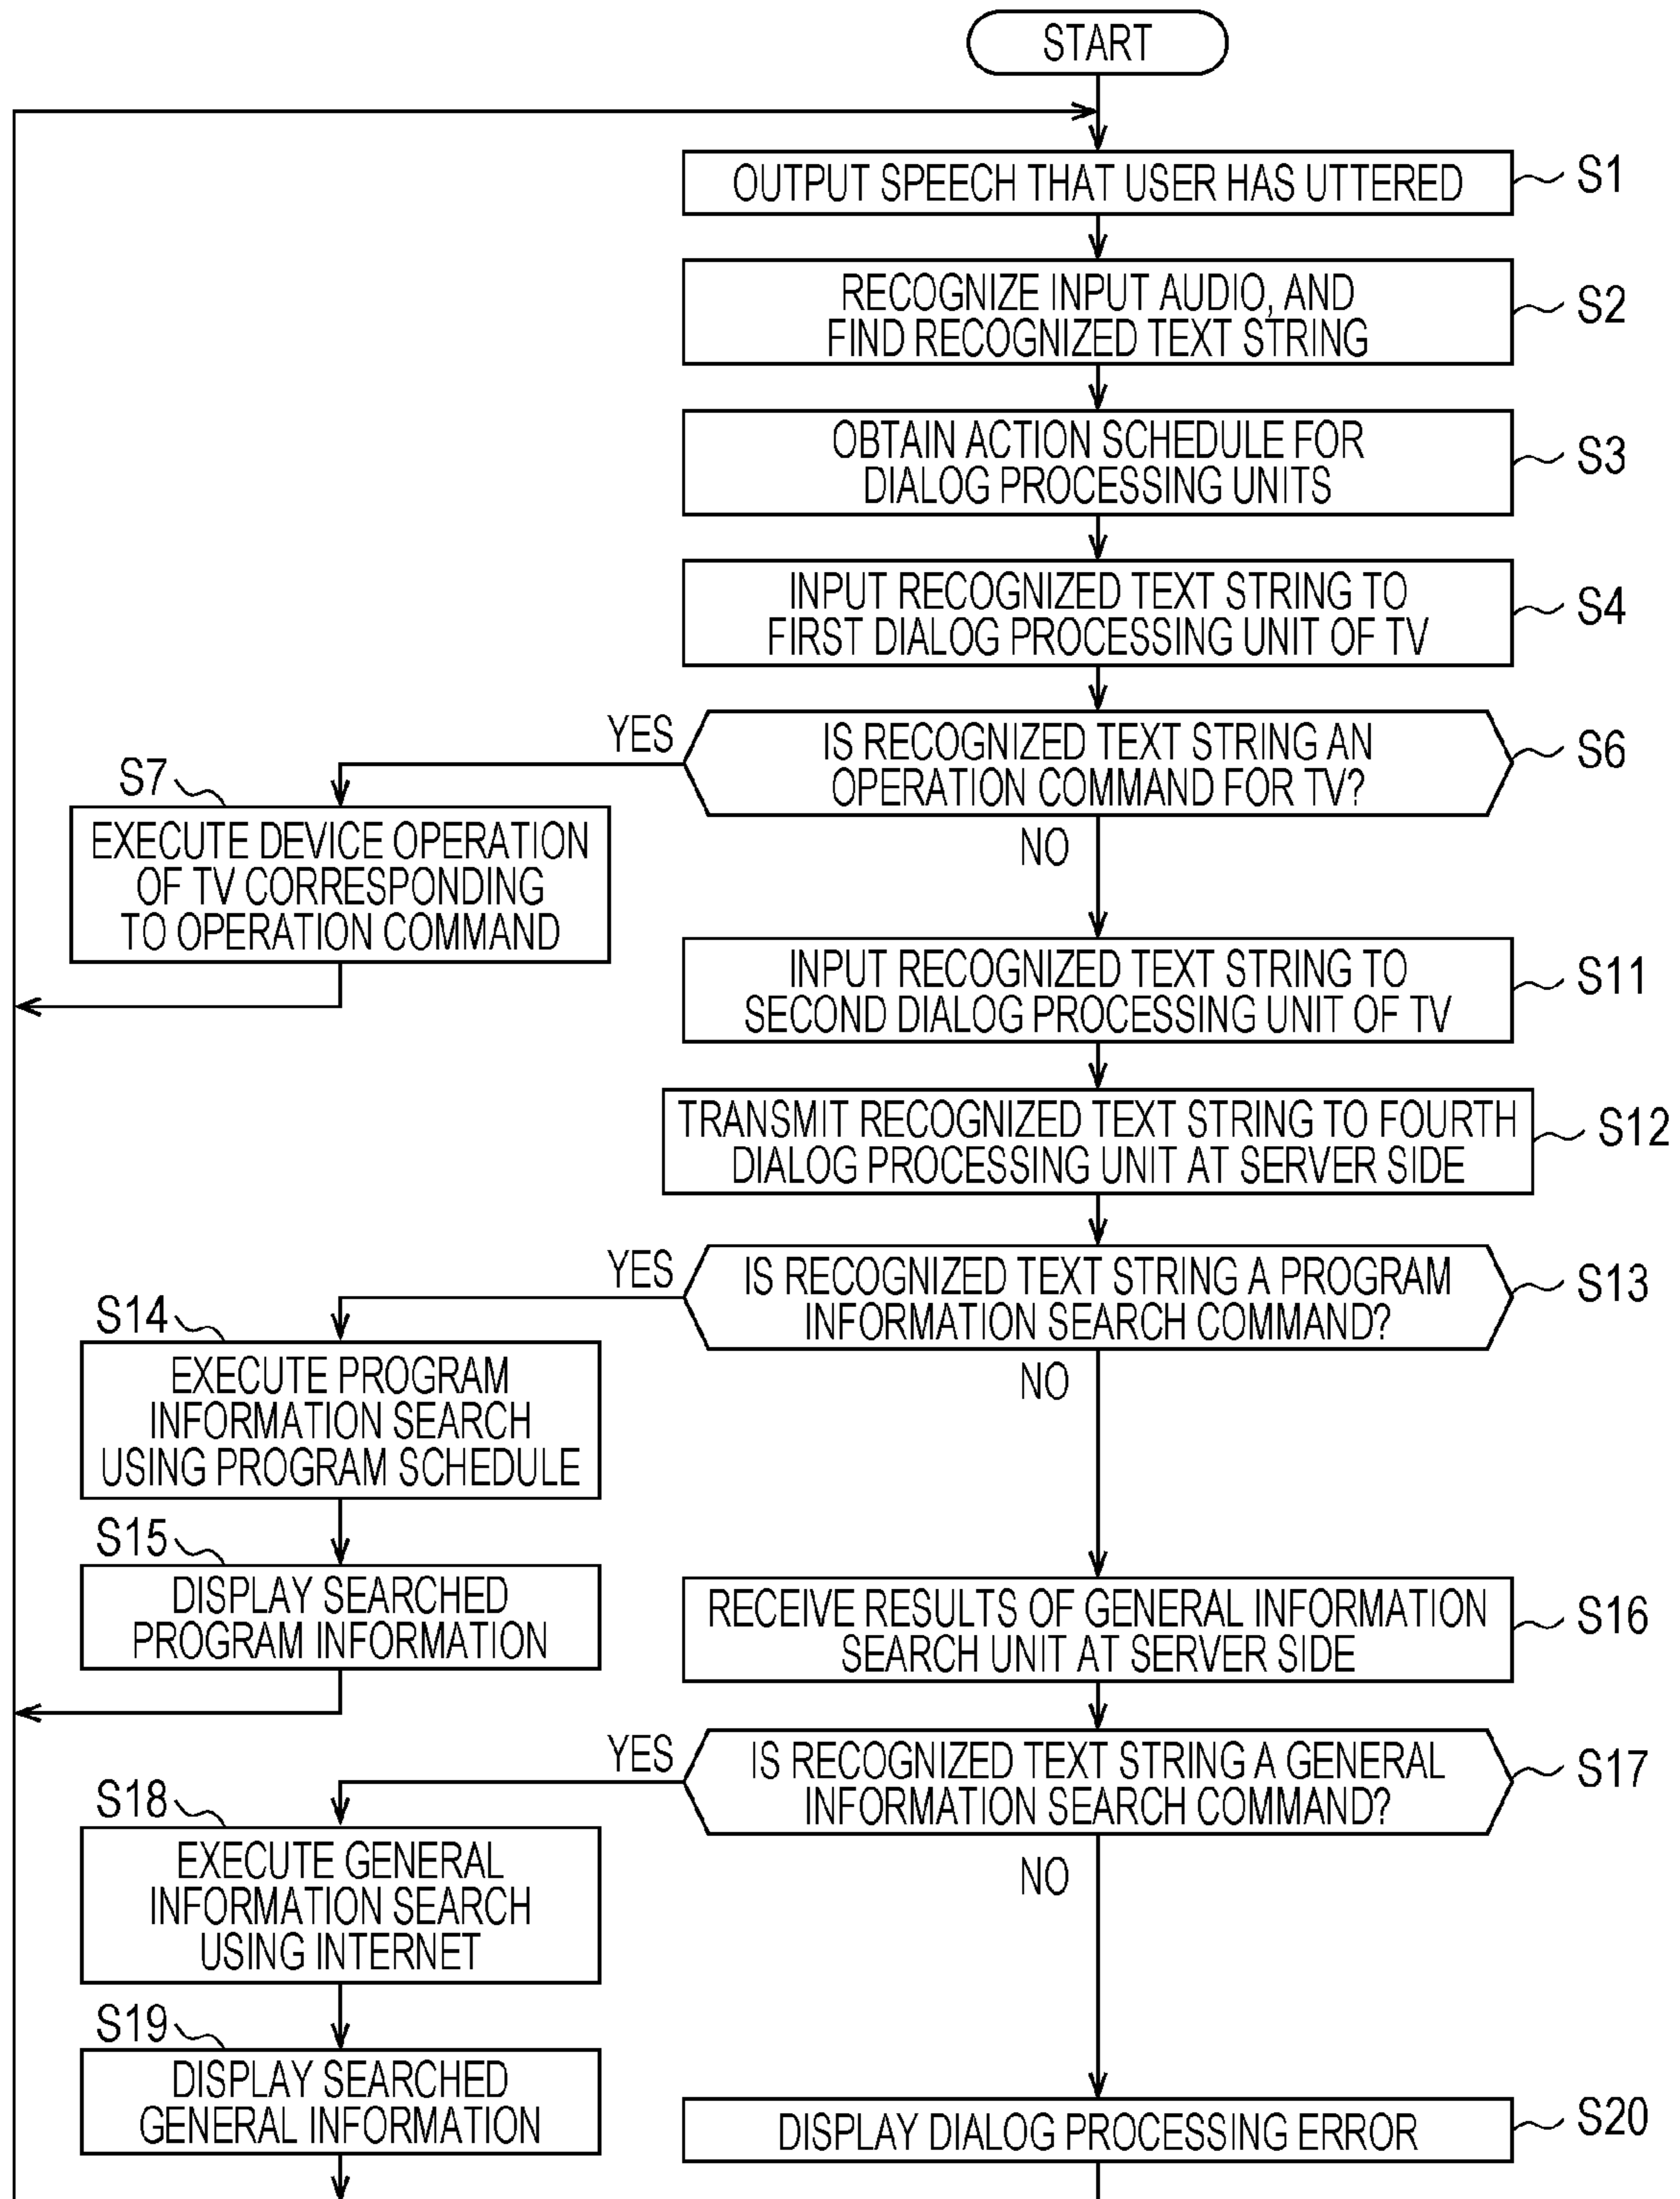 START
OUTPUT SPEECH THAT USER HAS UTTERED
S1
RECOGNIZE INPUT AUDIO, AND
FIND RECOGNIZED TEXT STRING
S2
OBTAIN ACTION SCHEDULE FOR
DIALOG PROCESSING UNITS
S3
INPUT RECOGNIZED TEXT STRING TO
FIRST DIALOG PROCESSING UNIT OF TV
S4
IS RECOGNIZED TEXT STRING AN
OPERATION COMMAND FOR TV?
S6
YES
NO
S7
EXECUTE DEVICE OPERATION
OF TV CORRESPONDING
TO OPERATION COMMAND
INPUT RECOGNIZED TEXT STRING TO
SECOND DIALOG PROCESSING UNIT OF TV
S11
TRANSMIT RECOGNIZED TEXT STRING TO FOURTH
DIALOG PROCESSING UNIT AT SERVER SIDE
S12
IS RECOGNIZED TEXT STRING A PROGRAM
INFORMATION SEARCH COMMAND?
S13
YES
NO
S14
EXECUTE PROGRAM
INFORMATION SEARCH
USING PROGRAM SCHEDULE
S15
DISPLAY SEARCHED
PROGRAM INFORMATION
RECEIVE RESULTS OF GENERAL INFORMATION
SEARCH UNIT AT SERVER SIDE
S16
IS RECOGNIZED TEXT STRING A GENERAL
INFORMATION SEARCH COMMAND?
S17
YES
NO
S18
EXECUTE GENERAL
INFORMATION SEARCH
USING INTERNET
S19
DISPLAY SEARCHED
GENERAL INFORMATION
DISPLAY DIALOG PROCESSING ERROR
S20